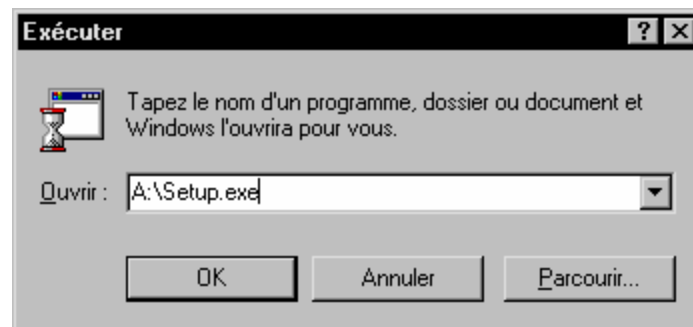 Exécuter
Tapez le nom d'un programme, dossier ou document et
Windows l'ouvrira pour vous.
Ouvrir : A:\Setup.exe
OK Annuler Parcourir...